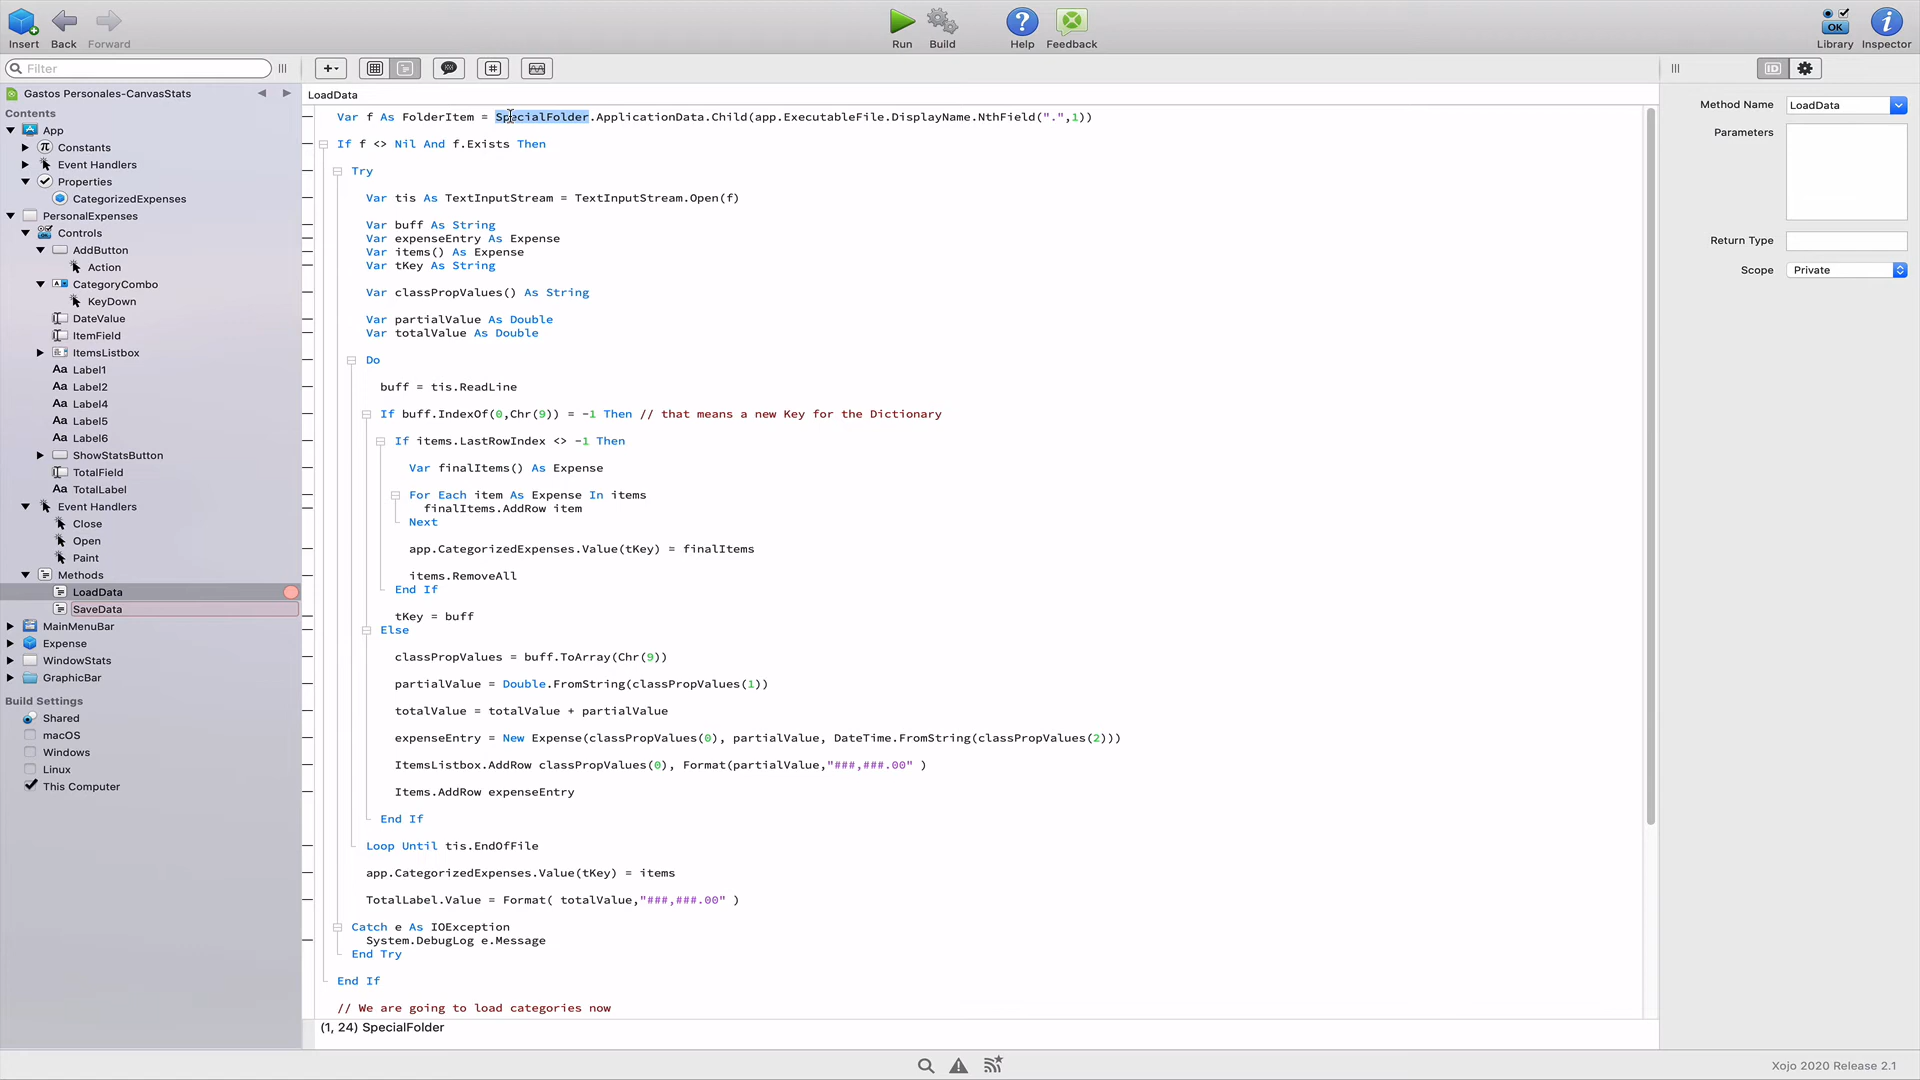 Insert
Back
Forward
Run
Build
Help
Feedback
OK
Library
Inspector
Filter
ID
Gastos Personales-CanvasStats
LoadData
Contents
App
Constants
Event Handlers
Properties
CategorizedExpenses
PersonalExpenses
Controls
AddButton
Action
CategoryCombo
KeyDown
DateValue
ItemField
ItemsListbox
Aa Label1
Aa Label2
Aa Label4
Aa Label5
Aa Label6
ShowStatsButton
TotalField
Aa TotalLabel
Event Handlers
Close
Open
Paint
Methods
LoadData
SaveData
MainMenuBar
Expense
WindowStats
GraphicBar
Build Settings
Shared
macOS
Windows
Linux
This Computer
Var f As FolderItem = SpecialFolder.ApplicationData.Child(app.ExecutableFile.DisplayName.NthField(".",1))
If f <> Nil And f.Exists Then
Try
Var tis As TextInputStream = TextInputStream.Open(f)
Var buff As String
Var expenseEntry As Expense
Var items() As Expense
Var tKey As String
Var classPropValues() As String
Var partialValue As Double
Var totalValue As Double
Do
buff = tis.ReadLine
If buff.IndexOf(0,Chr(9)) = -1 Then // that means a new Key for the Dictionary
If items.LastRowIndex <> -1 Then
Var finalItems() As Expense
For Each item As Expense In items
finalItems.AddRow item
Next
app.CategorizedExpenses.Value(tKey) = finalItems
items.RemoveAll
End If
tKey = buff
Else
classPropValues = buff.ToArray(Chr(9))
partialValue = Double.FromString(classPropValues(1))
totalValue = totalValue + partialValue
expenseEntry = New Expense(classPropValues(0), partialValue, DateTime.FromString(classPropValues(2)))
ItemsListbox.AddRow classPropValues(0), Format(partialValue,"###,###.00" )
Items.AddRow expenseEntry
End If
Loop Until tis.EndOfFile
app.CategorizedExpenses.Value(tKey) = items
TotalLabel.Value = Format( totalValue,"###,###.00" )
Catch e As IOException
System.DebugLog e.Message
End Try
End If
// We are going to load categories now
(1, 24) SpecialFolder
Method Name LoadData
Parameters
Return Type
Scope Private
Xojo 2020 Release 2.1